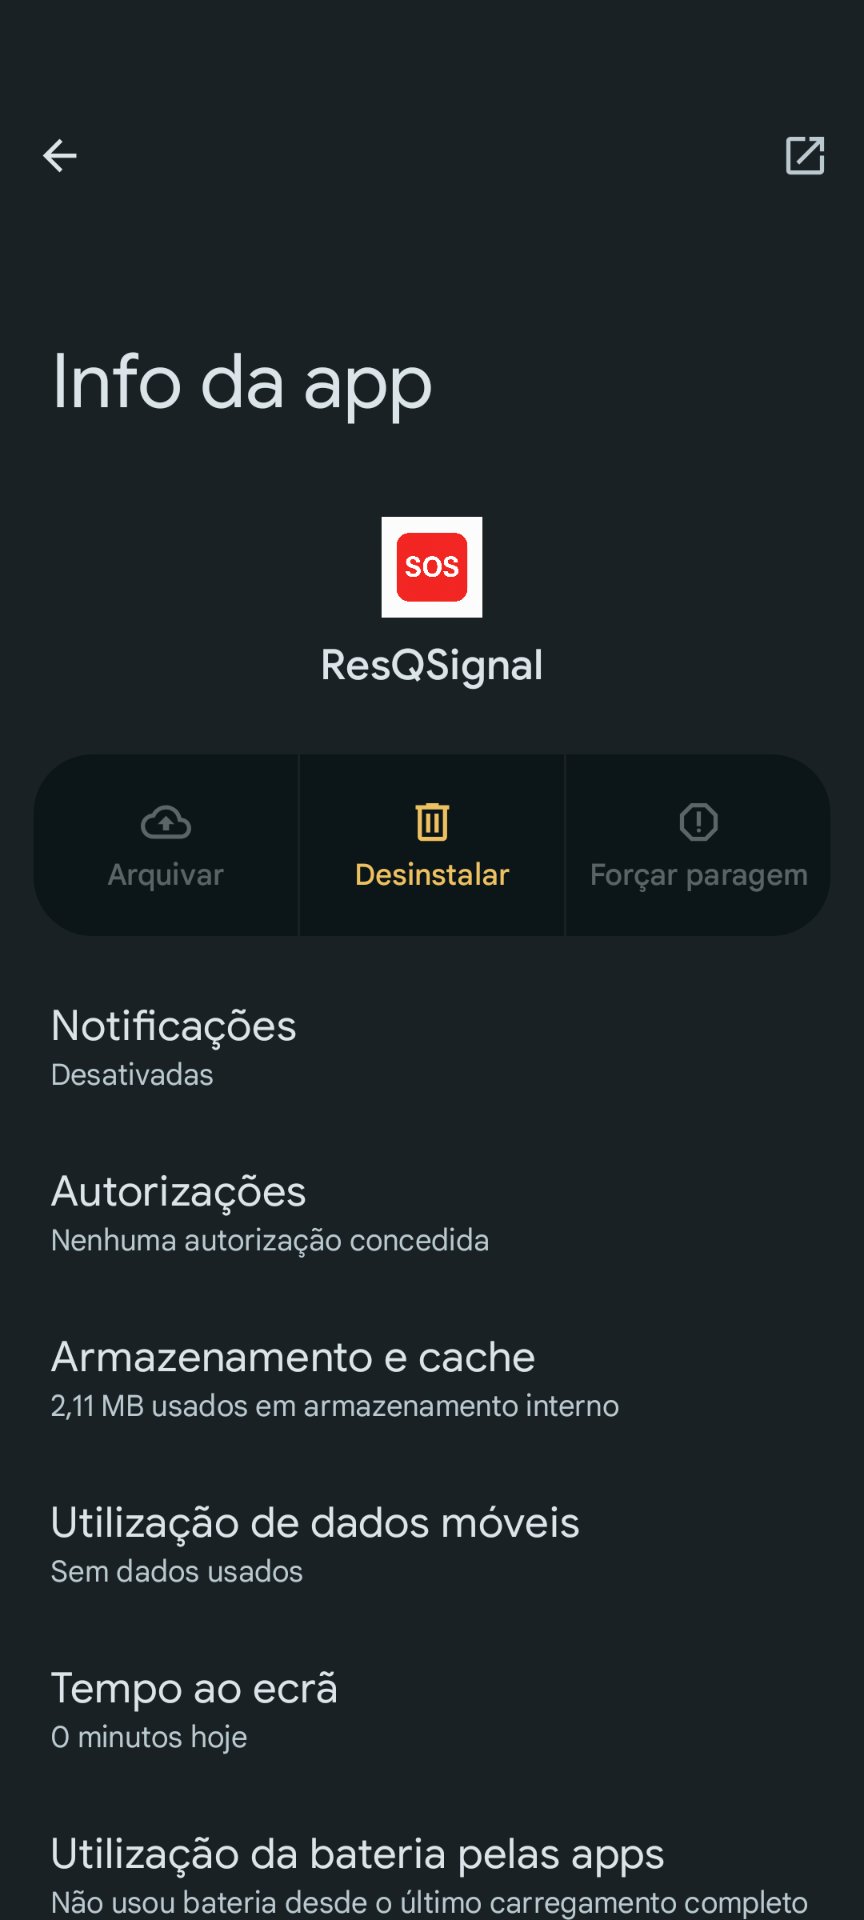 Info da app
SOS
ResQSignal
Arquivar
Desinstalar
Forçar paragem
Notificações
Desativadas
Autorizações
Nenhuma autorização concedida
Armazenamento e cache
2,11 MB usados em armazenamento interno
Utilização de dados móveis
Sem dados usados
Tempo ao ecrã
0 minutos hoje
Utilização da bateria pelas apps
Não usou bateria desde o último carregamento completo